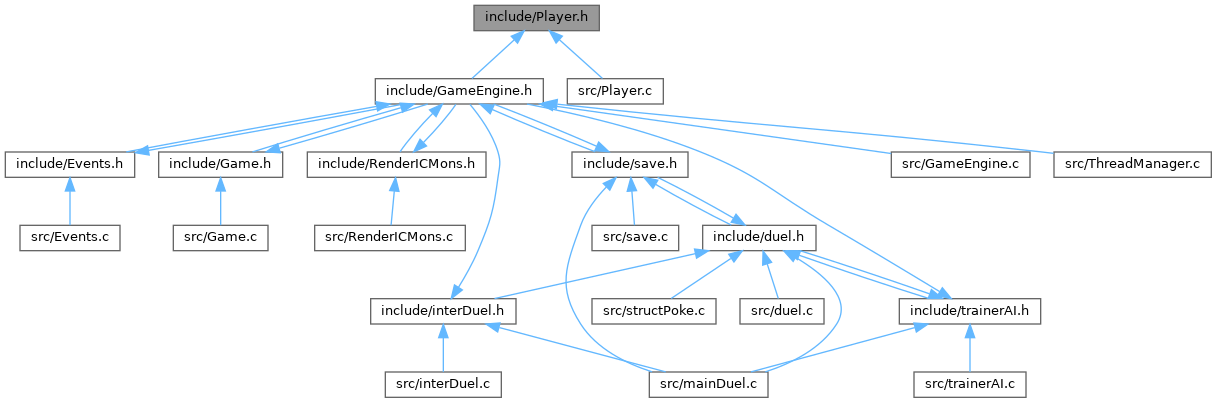 include/Player.h
include/GameEngine.h
src/Player.c
include/Events.h
include/Game.h
include/RenderICMons.h
include/save.h
src/GameEngine.c
src/ThreadManager.c
src/Events.c
src/Game.c
src/RenderICMons.c
src/save.c
include/duel.h
include/interDuel.h
src/structPoke.c
src/duel.c
include/trainerAI.h
src/interDuel.c
src/mainDuel.c
src/trainerAI.c